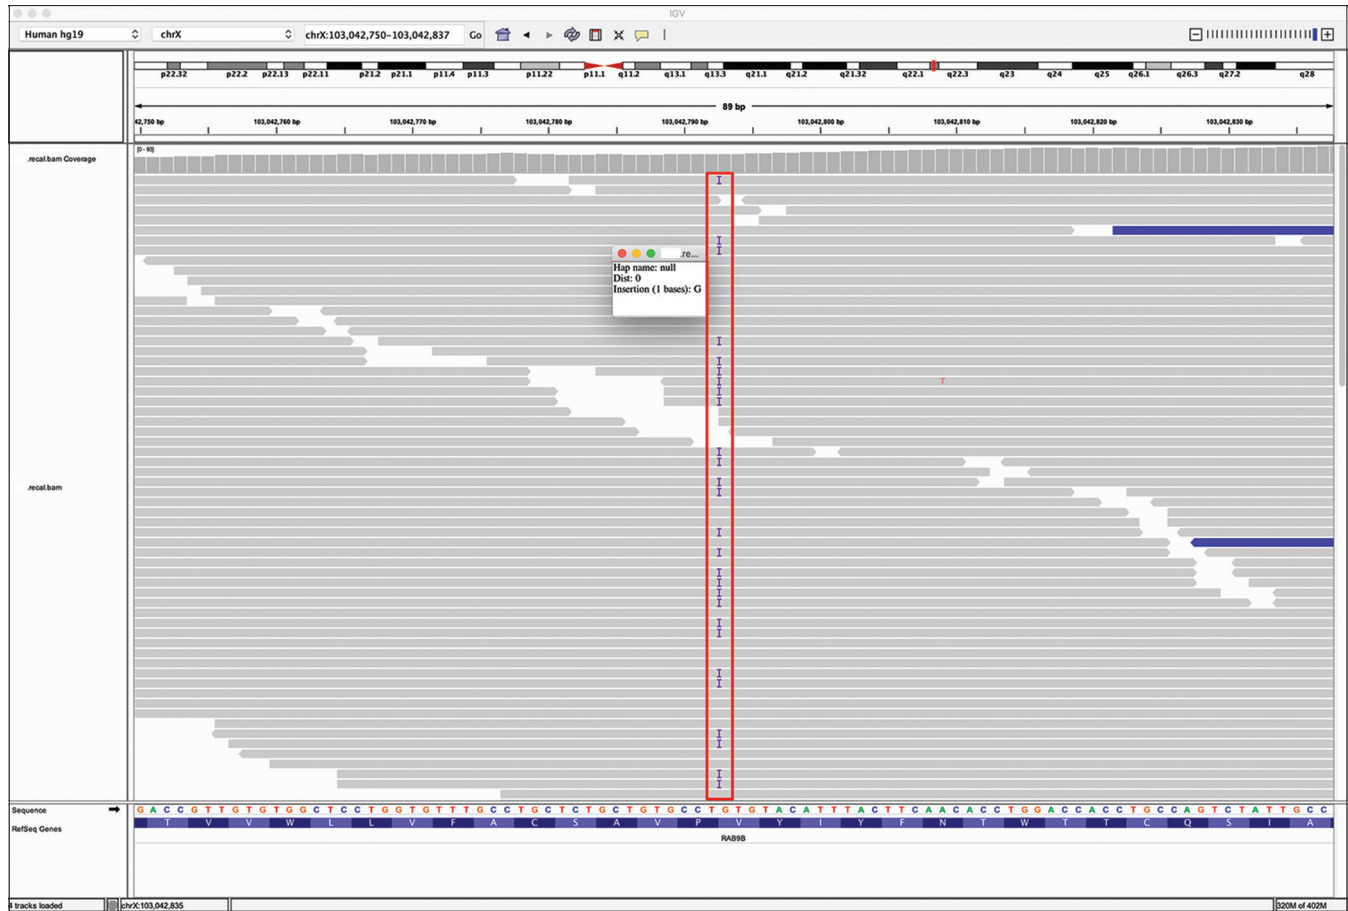 IGV
Human hg19 chrX chrX:103,042,750-103,042,837 Go
p22.32 p22.2 p22.13 p22.11 p21.2 p21.1 p11.4 p11.3 p11.22 p11.1 q11.2 q13.1 q13.3 q21.1 q21.2 q21.32 q22.1 q22.3 q23 q24 q25 q26.1 q26.3 q27.2 q28
89 bp
42,750 bp 103,042,760 bp 103,042,770 bp 103,042,780 bp 103,042,790 bp 103,042,800 bp 103,042,810 bp 103,042,820 bp 103,042,830 bp
[0 - 93]
.recal.bam Coverage
.re...
Hap name: null
Dist: 0
Insertion (1 bases): G
T
.recal.bam
Sequence G A C C G T T G T G T G G C T C C T G G T G T T T G C C T G C T C T G C T G T G C C T G T G T A C A T T T A C T T C A A C A C C T G G A C C A C C T G C C A G T C T A T T G C C
RefSeq Genes T V V W L L V F A C S A V P V Y I Y F N T W T T C Q S I A
RAB9B
4 tracks loaded chrX:103,042,835 320M of 402M